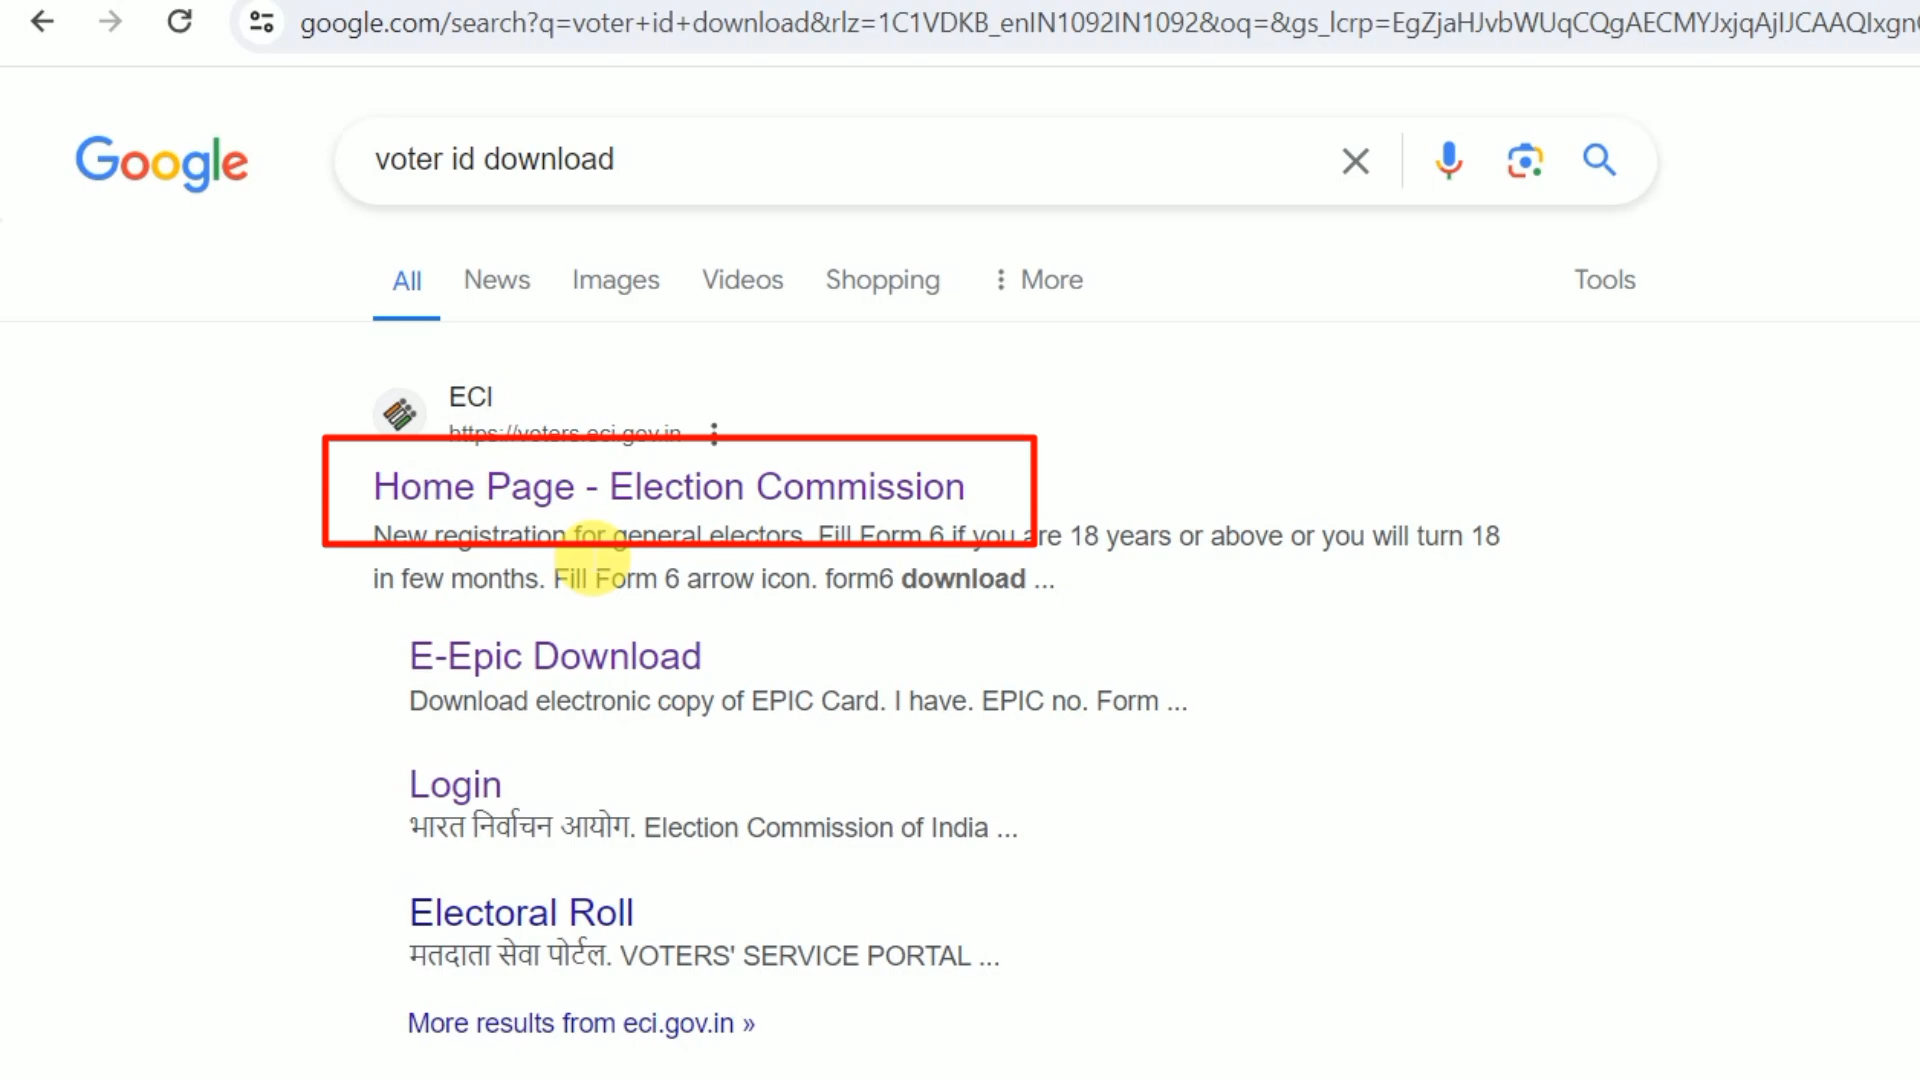 google.com/search?q=voter+id+download&rlz=1C1VDKB_enIN1092IN1092&oq=&gs_lcrp=EgZjaHJvbWUqCQgAECMYJxjqAjIJCAAQIxgn
Google
voter id download
All News Images Videos Shopping More Tools
ECI
https://voters.eci.gov.in
Home Page - Election Commission
New registration for general electors. Fill Form 6 if you are 18 years or above or you will turn 18
in few months. Fill Form 6 arrow icon. form6 download ...
E-Epic Download
Download electronic copy of EPIC Card. I have. EPIC no. Form ...
Login
भारत निर्वाचन आयोग. Election Commission of India ...
Electoral Roll
मतदाता सेवा पोर्टल. VOTERS' SERVICE PORTAL ...
More results from eci.gov.in »